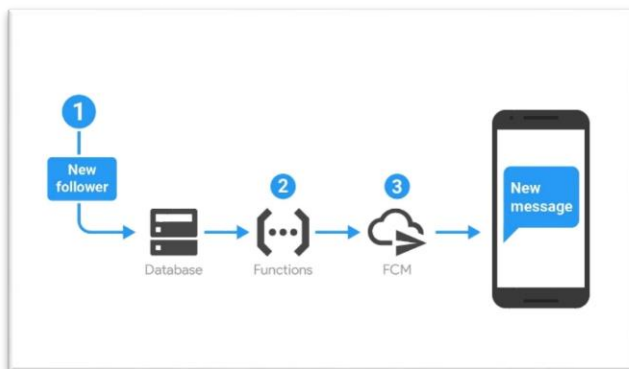 1
New
follower
Database
2
Functions
3
FCM
New
message